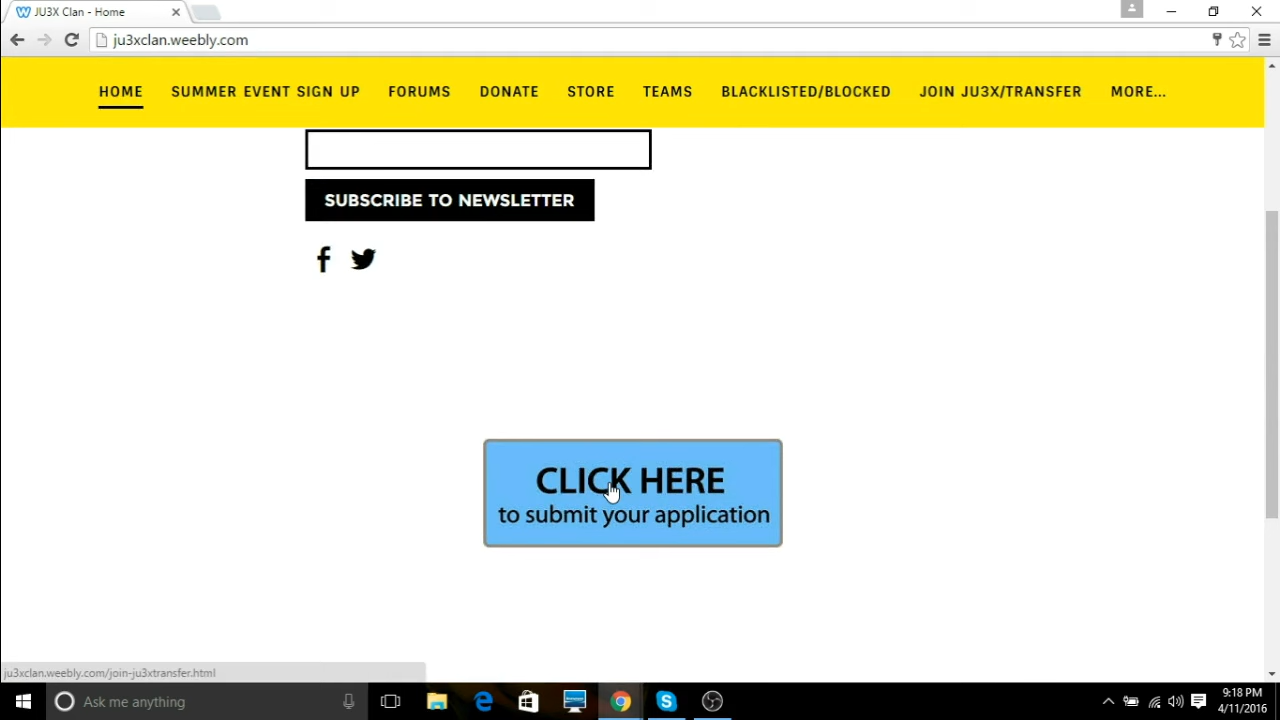 JU3X Clan - Home
ju3xclan.weebly.com
HOME SUMMER EVENT SIGN UP FORUMS DONATE STORE TEAMS BLACKLISTED/BLOCKED JOIN JU3X/TRANSFER MORE...
SUBSCRIBE TO NEWSLETTER
CLICK HERE
to submit your application
ju3xclan.weebly.com/join-ju3xtransfer.html
Ask me anything
9:18 PM
4/11/2016